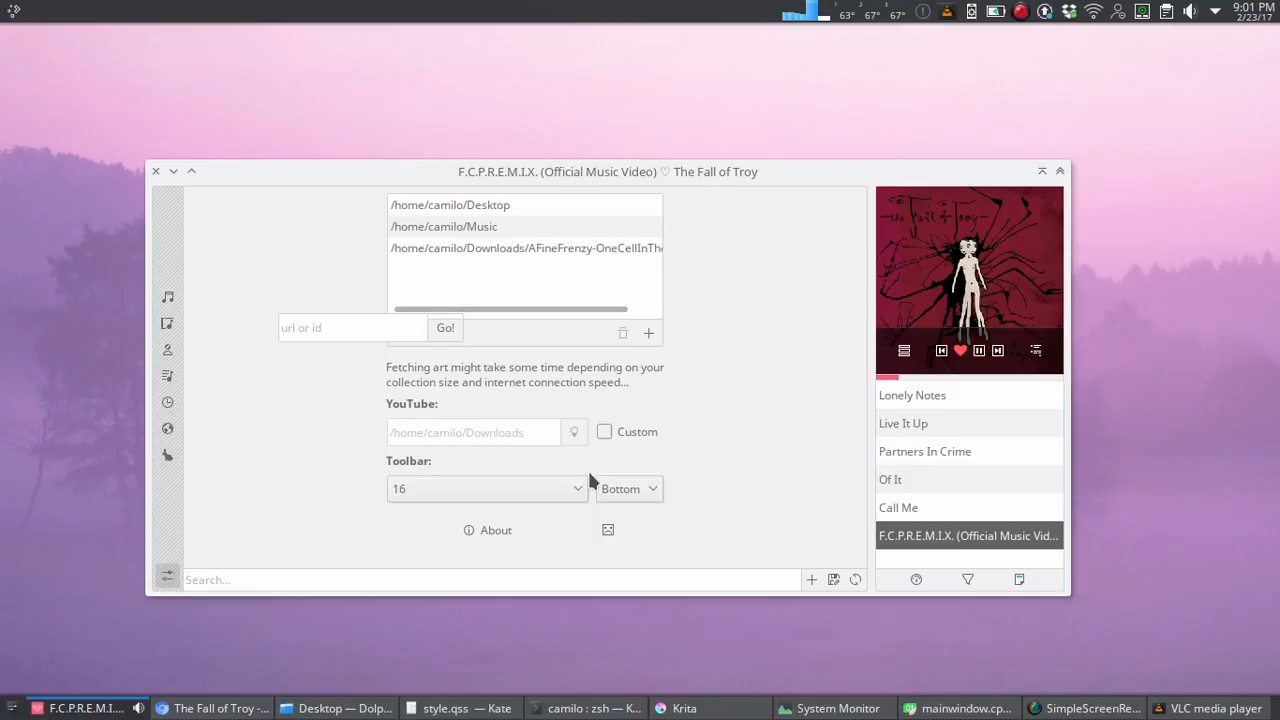 63° 67° 67°
9:01 PM
2/23/17
F.C.P.R.E.M.I.X. (Official Music Video) ♡ The Fall of Troy
/home/camilo/Desktop
/home/camilo/Music
/home/camilo/Downloads/AFineFrenzy-OneCellInThe
url or id
Go!
Fetching art might take some time depending on your
collection size and internet connection speed...
YouTube:
/home/camilo/Downloads
Custom
Toolbar:
16
Bottom
About
Search...
the Fall of Troy
Lonely Notes
Live It Up
Partners In Crime
Of It
Call Me
F.C.P.R.E.M.I.X. (Official Music Vid...
F.C.P.R.E.M.I....
The Fall of Troy -...
Desktop — Dolp...
style.qss — Kate
camilo : zsh — K...
Krita
System Monitor
mainwindow.cp...
SimpleScreenRe...
VLC media player